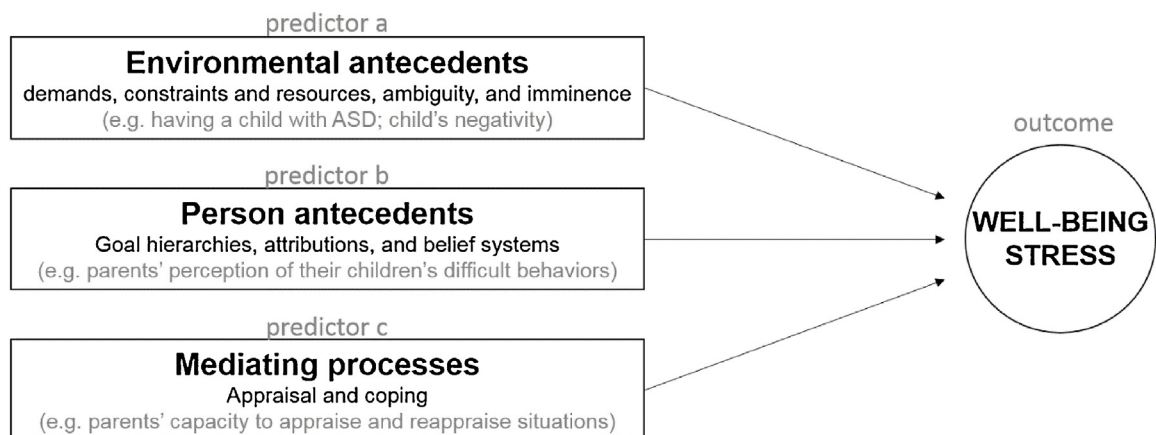 predictor a
Environmental antecedents
demands, constraints and resources, ambiguity, and imminence
(e.g. having a child with ASD; child's negativity)
predictor b
Person antecedents
Goal hierarchies, attributions, and belief systems
(e.g. parents' perception of their children's difficult behaviors)
predictor c
Mediating processes
Appraisal and coping
(e.g. parents' capacity to appraise and reappraise situations)
outcome
WELL-BEING
STRESS